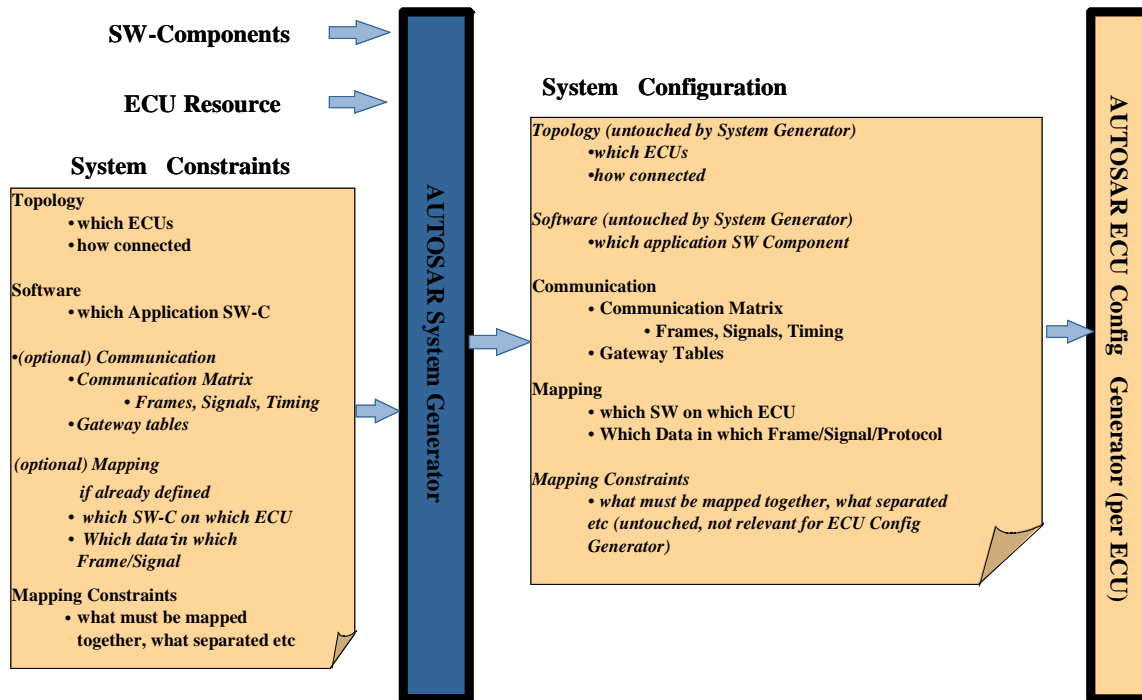 SW-Components
ECU Resource
System Constraints
Topology
• which ECUs
• how connected
Software
• which Application SW-C
•(optional) Communication
• Communication Matrix
• Frames, Signals, Timing
• Gateway tables
(optional) Mapping
if already defined
• which SW-C on which ECU
• Which data in which
Frame/Signal
Mapping Constraints
• what must be mapped
together, what separated etc
AUTOSAR System Generator
System Configuration
Topology (untouched by System Generator)
•which ECUs
•how connected
Software (untouched by System Generator)
•which application SW Component
Communication
• Communication Matrix
• Frames, Signals, Timing
• Gateway Tables
Mapping
• which SW on which ECU
• Which Data in which Frame/Signal/Protocol
Mapping Constraints
• what must be mapped together, what separated
etc (untouched, not relevant for ECU Config
Generator)
AUTOSAR ECU Config
Generator (per ECU)